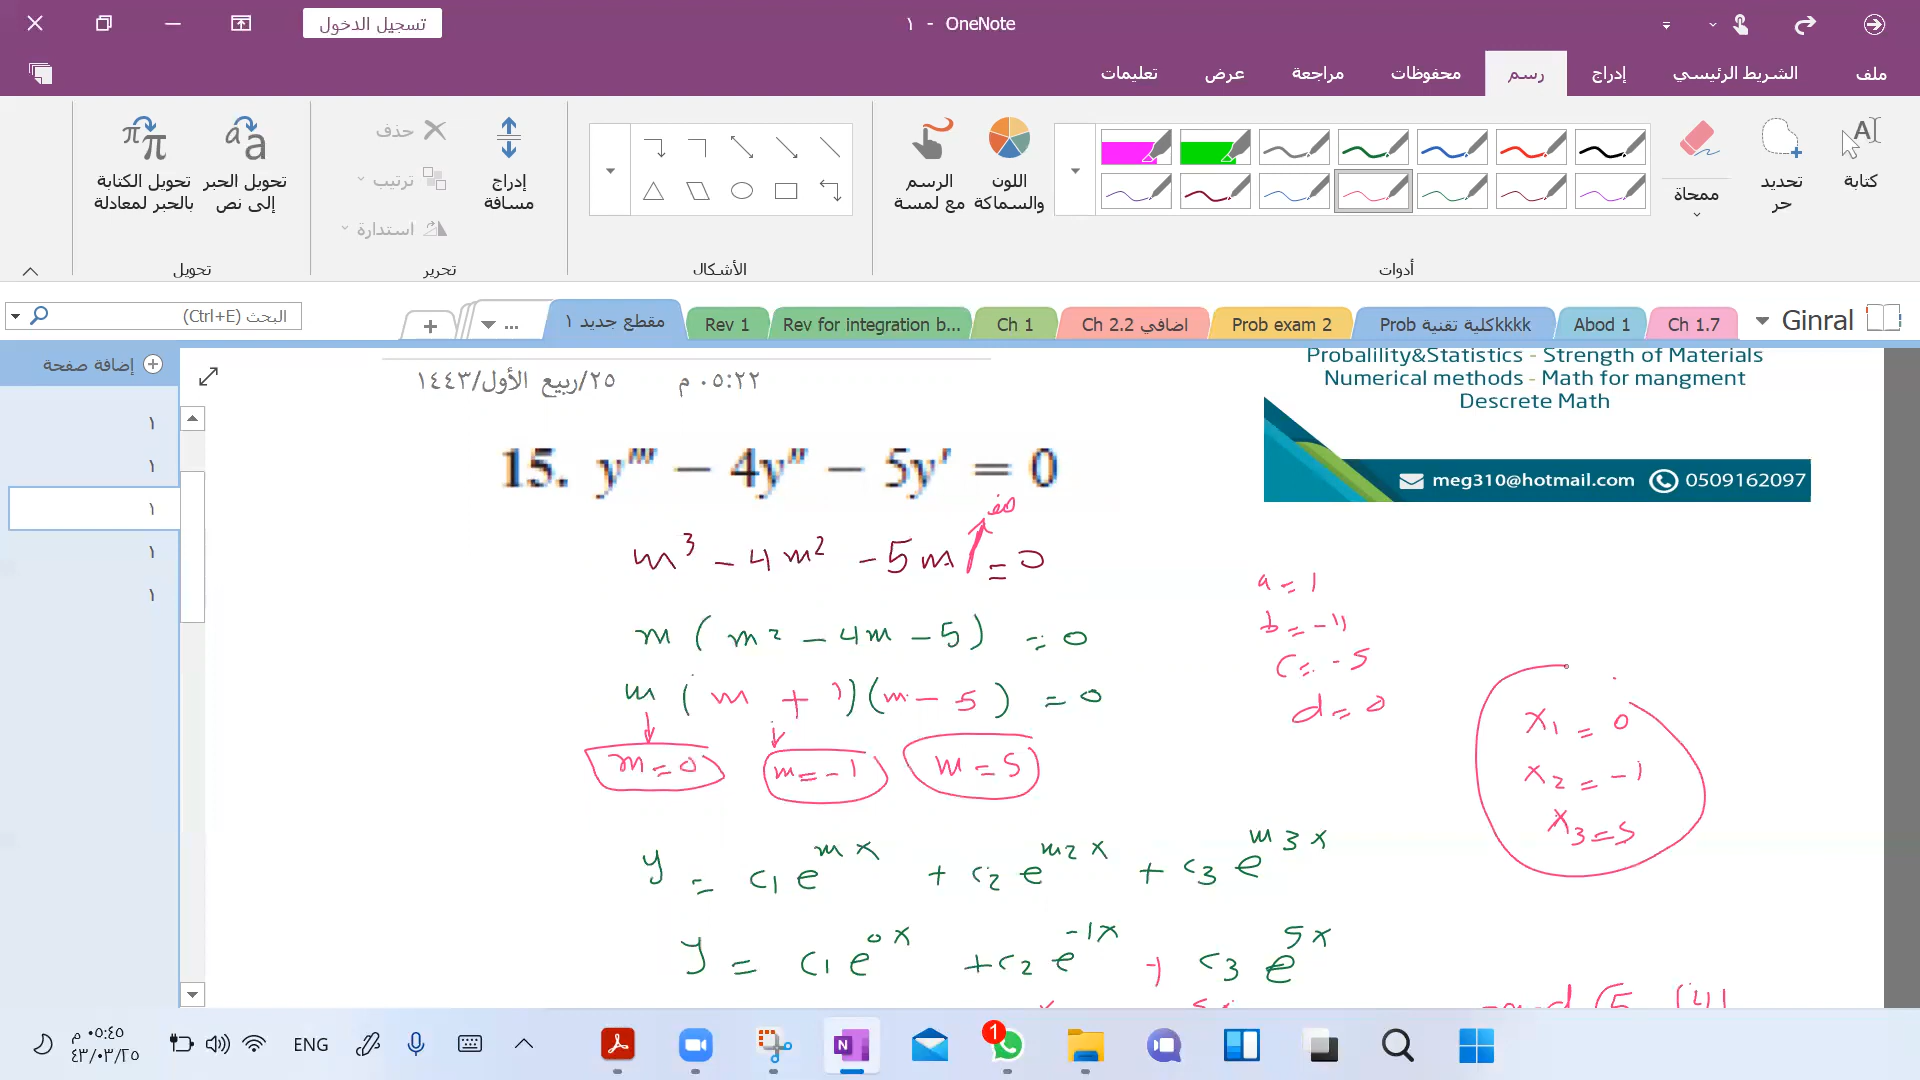 تسجيل الدخول
١ - OneNote
ملف الشريط الرئيسي إدراج رسم محفوظات مراجعة عرض تعليمات
كتابة
تحديد حر
ممحاة
اللون والسماكة
الرسم مع لمسة
إدراج مسافة
حذف
ترتيب
استدارة
تحويل الحبر إلى نص
تحويل الكتابة بالحبر لمعادلة
أدوات
الأشكال
تحرير
تحويل
البحث (Ctrl+E)
...
مقطع جديد ١
Rev 1
Rev for integration b...
Ch 1
Ch 2.2 اضافي
Prob exam 2
Prob كلية تقنيةkkkk
Abod 1
Ch 1.7
Ginral
إضافة صفحة
١
١
١
١
١
٢٥/ربيع الأول/١٤٤٣ ٠٥:٢٢ م
Probalility&Statistics - Strength of Materials
Numerical methods - Math for mangment
Descrete Math
meg310@hotmail.com 0509162097
15. y''' − 4y'' − 5y' = 0
m³ - 4m² - 5m = 0
m ( m² - 4m - 5 ) = 0
m ( m + 1 ) ( m - 5 ) = 0
m = 0 m = -1 m = 5
a = 1
b = -4
c = -5
d = 0
x₁ = 0
x₂ = -1
x₃ = 5
y = c₁ e^mx + c₂ e^m2x + c₃ e^m3x
y = c₁ e^0x + c₂ e^-1x + c₃ e^5x
٠٥:٤٥ م
٤٣/٠٣/٢٥
ENG
1